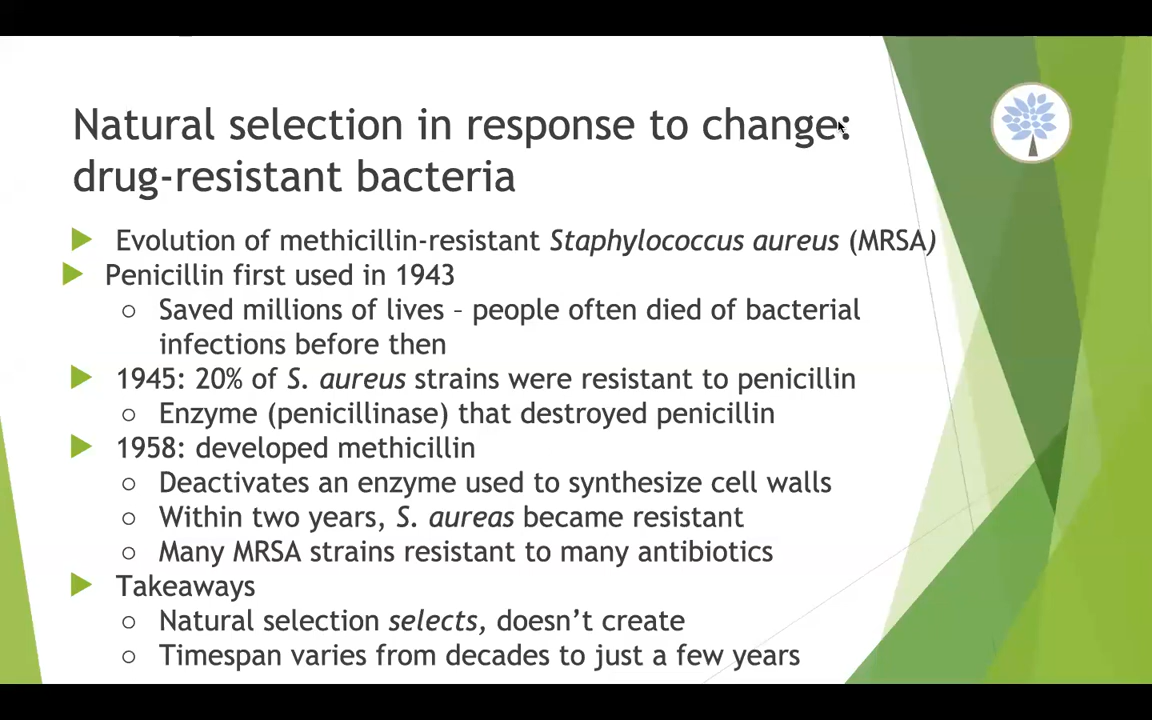 Natural selection in response to change:
drug-resistant bacteria
Evolution of methicillin-resistant Staphylococcus aureus (MRSA)
Penicillin first used in 1943
Saved millions of lives – people often died of bacterial
infections before then
1945: 20% of S. aureus strains were resistant to penicillin
Enzyme (penicillinase) that destroyed penicillin
1958: developed methicillin
Deactivates an enzyme used to synthesize cell walls
Within two years, S. aureas became resistant
Many MRSA strains resistant to many antibiotics
Takeaways
Natural selection selects, doesn’t create
Timespan varies from decades to just a few years